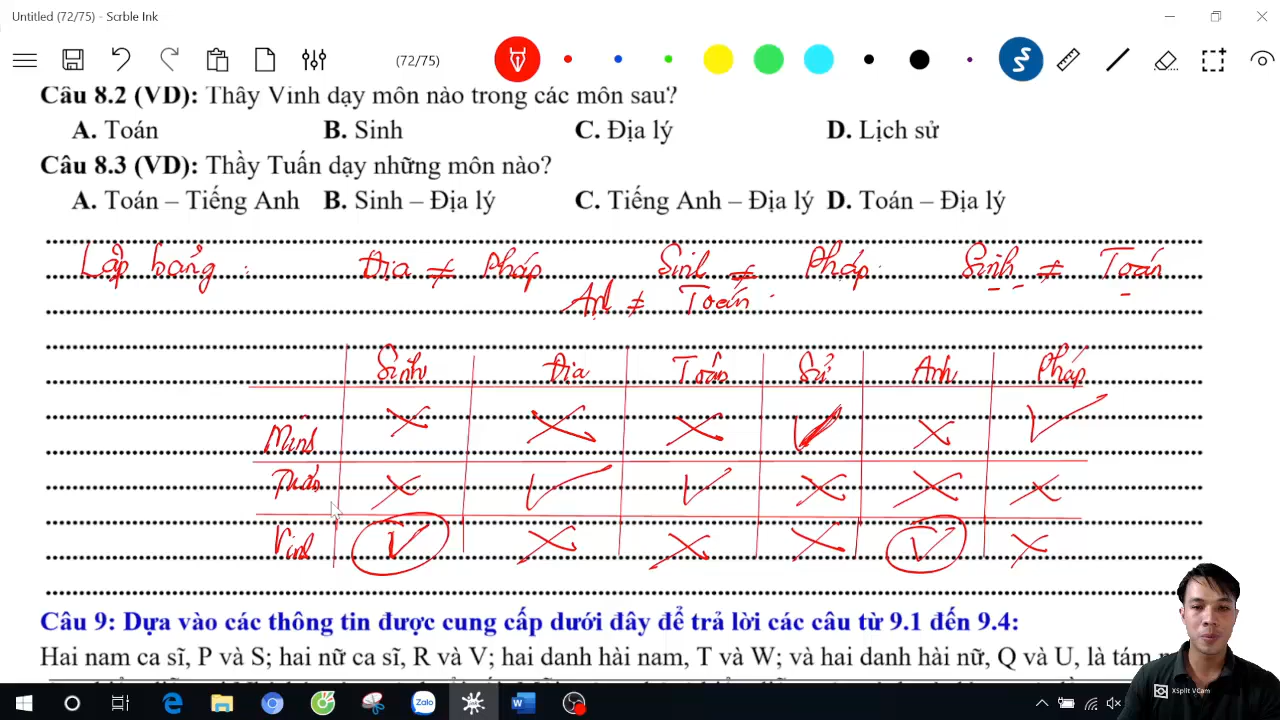 Untitled (72/75) - Scrble Ink
(72/75)
Câu 8.2 (VD): Thầy Vinh dạy môn nào trong các môn sau?
A. Toán B. Sinh C. Địa lý D. Lịch sử
Câu 8.3 (VD): Thầy Tuấn dạy những môn nào?
A. Toán – Tiếng Anh B. Sinh – Địa lý C. Tiếng Anh – Địa lý D. Toán – Địa lý
Lập bảng : Địa ≠ Pháp Sinh ≠ Pháp. Sinh ≠ Toán
Anh ≠ Toán.
Sinh Địa Toán Sử Anh Pháp
Minh
Tuấn
Vinh
Câu 9: Dựa vào các thông tin được cung cấp dưới đây để trả lời các câu từ 9.1 đến 9.4:
Hai nam ca sĩ, P và S; hai nữ ca sĩ, R và V; hai danh hài nam, T và W; và hai danh hài nữ, Q và U, là tám
XSplit VCam
Zalo